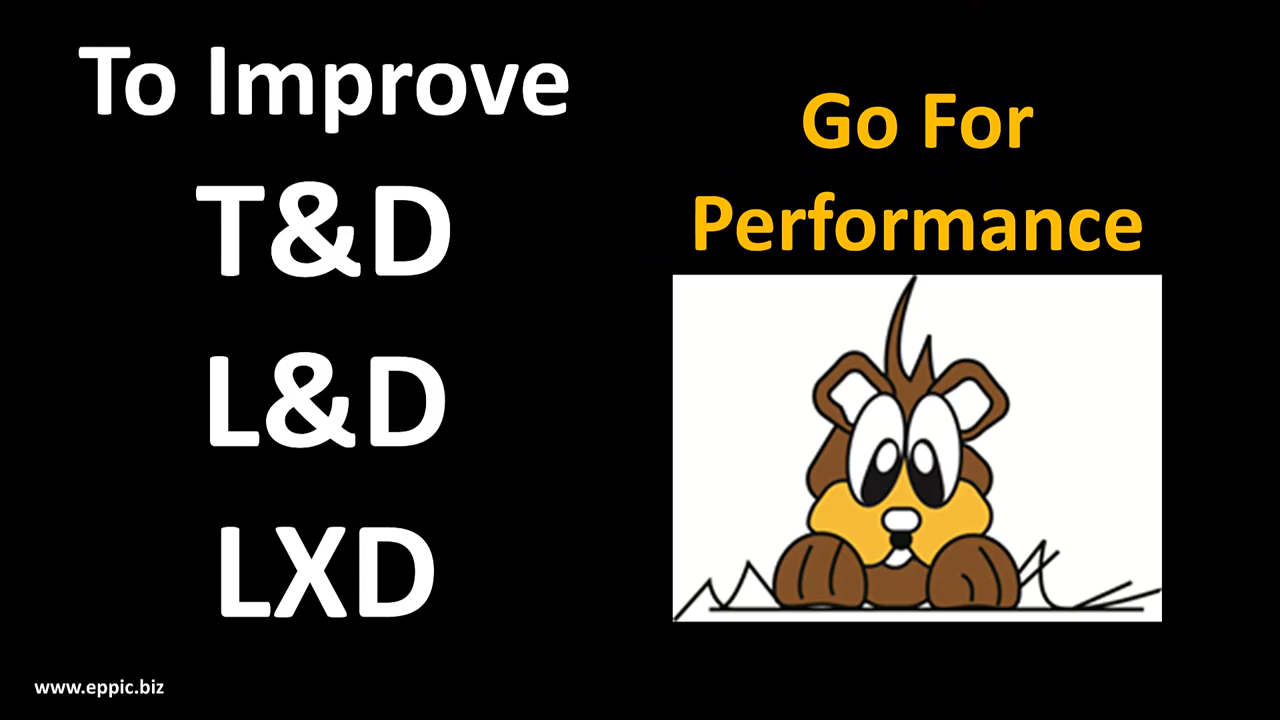 To Improve
T&D
L&D
LXD
Go For
Performance
www.eppic.biz